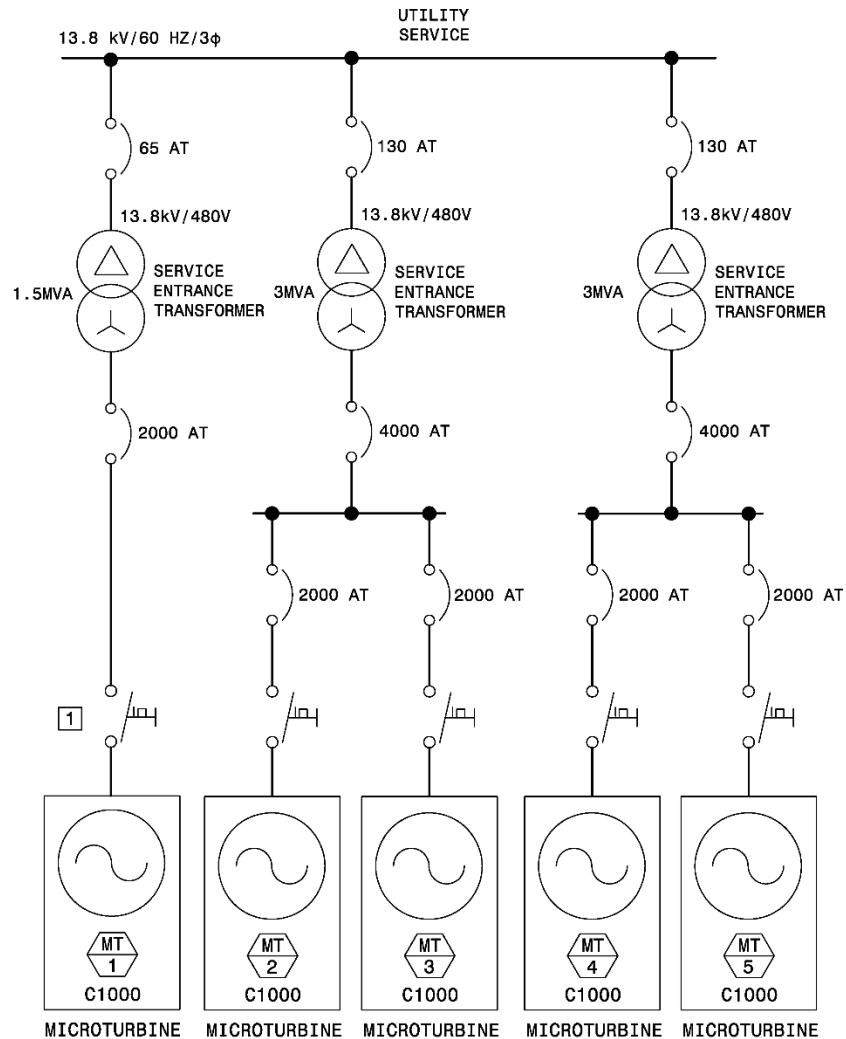 UTILITY
SERVICE
13.8 kV/60 HZ/3ϕ
65 AT
130 AT
130 AT
13.8kV/480V
13.8kV/480V
13.8kV/480V
1.5MVA
SERVICE
ENTRANCE
TRANSFORMER
3MVA
SERVICE
ENTRANCE
TRANSFORMER
3MVA
SERVICE
ENTRANCE
TRANSFORMER
2000 AT
4000 AT
4000 AT
2000 AT
2000 AT
2000 AT
2000 AT
1
MT
1
C1000
MICROTURBINE
MT
2
C1000
MICROTURBINE
MT
3
C1000
MICROTURBINE
MT
4
C1000
MICROTURBINE
MT
5
C1000
MICROTURBINE